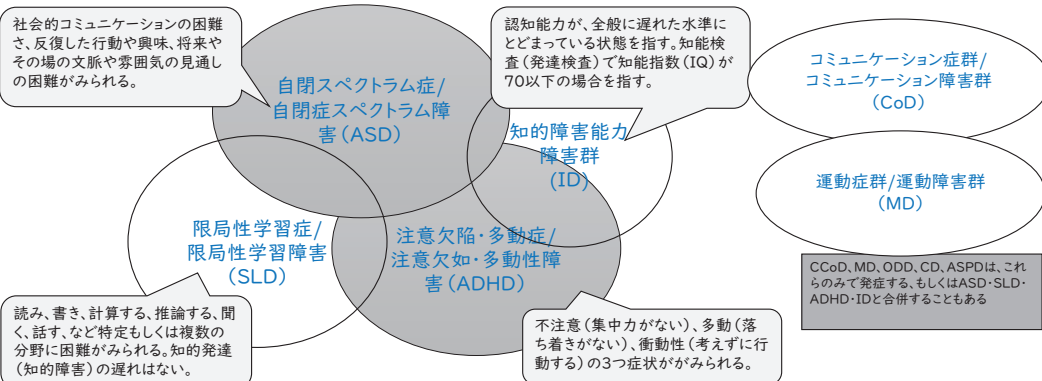 社会的コミュニケーションの困難
さ、反復した行動や興味、将来や
その場の文脈や雰囲気の見通し
の困難がみられる。
自閉スペクトラム症/
自閉症スペクトラム障
害(ASD)
認知能力が、全般に遅れた水準に
とどまっている状態を指す。知能検
査(発達検査)で知能指数(IQ)が
70以下の場合を指す。
知的障害能力
障害群
(ID)
コミュニケーション症群/
コミュニケーション障害群
(CoD)
運動症群/運動障害群
(MD)
限局性学習症/
限局性学習障害
(SLD)
注意欠陥・多動症/
注意欠如・多動性障
害(ADHD)
CCoD、MD、ODD、CD、ASPDは、これ
らのみで発症する、もしくはASD・SLD・
ADHD・IDと合併することもある
読み、書き、計算する、推論する、聞
く、話す、など特定もしくは複数の
分野に困難がみられる。知的発達
(知的障害)の遅れはない。
不注意(集中力がない)、多動(落
ち着きがない)、衝動性(考えずに行
動する)の3つ症状ががみられる。